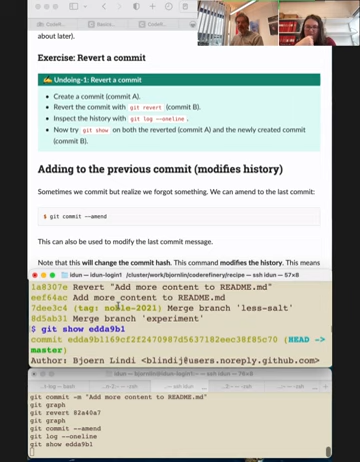 about later).
Exercise: Revert a commit
Undoing-1: Revert a commit
Create a commit (commit A).
Revert the commit with git revert (commit B).
Inspect the history with git log --oneline.
Now try git show on both the reverted (commit A) and the newly created commit
(commit B).
Adding to the previous commit (modifies history)
Sometimes we commit but realize we forgot something. We can amend to the last commit:
$ git commit --amend
This can also be used to modify the last commit message.
Note that this will change the commit hash. This command modifies the history. This means
idun — idun-login1: /cluster/work/bjornlin/coderefinery/recipe — ssh idun — 57×8
1a8307e Revert "Add more content to README.md"
eef64ac Add more content to README.md
7dee3c4 (tag: nobile-2021) Merge branch 'less-salt'
8d5ab31 Merge branch 'experiment'
$ git show edda9b1
(HEAD ->
master)
Author: Bjoern Lindi <blindij@users.noreply.github.com>
git commit -m "Add more content to README.md"
git graph
git revert 82a40a7
git graph
git commit --amend
git log --oneline
git show edda9b1